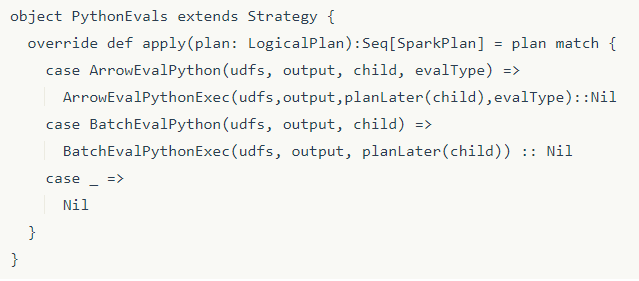 object PythonEvals extends Strategy {
  override def apply(plan: LogicalPlan):Seq[SparkPlan] = plan match {
    case ArrowEvalPython(udfs, output, child, evalType) =>
      ArrowEvalPythonExec(udfs,output,planLater(child),evalType)::Nil
    case BatchEvalPython(udfs, output, child) =>
      BatchEvalPythonExec(udfs, output, planLater(child)) :: Nil
    case _ =>
      Nil
  }
}